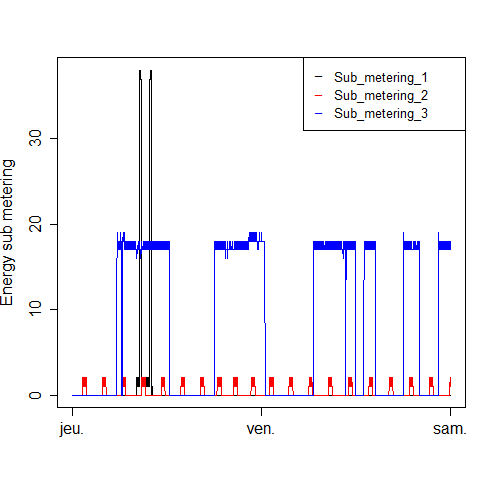 Sub_metering_1
Sub_metering_2
Sub_metering_3
Energy sub metering
30
20
10
0
jeu.
ven.
sam.